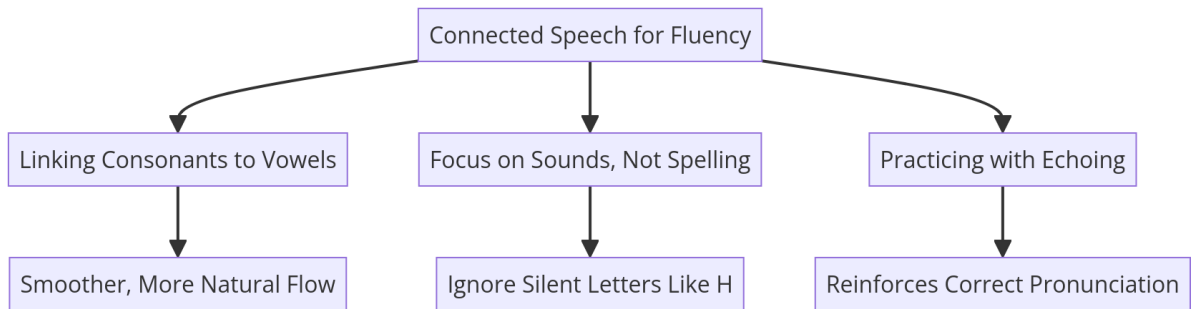 Connected Speech for Fluency
Linking Consonants to Vowels
Focus on Sounds, Not Spelling
Practicing with Echoing
Smoother, More Natural Flow
Ignore Silent Letters Like H
Reinforces Correct Pronunciation